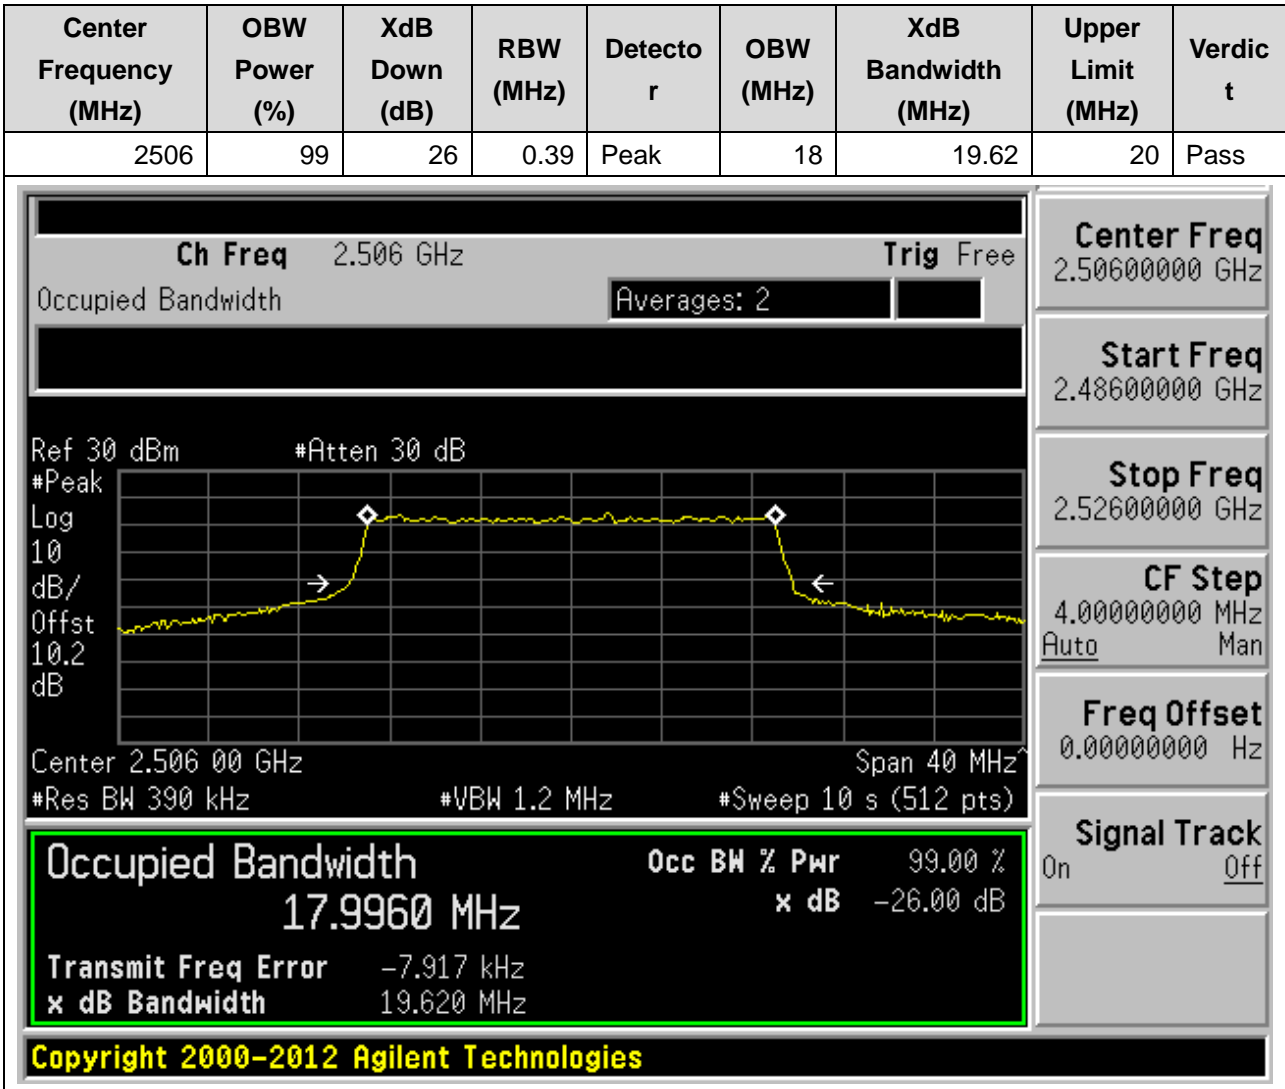 Center Frequency (MHz) OBW Power (%) XdB Down (dB) RBW (MHz) Detecto r OBW (MHz) XdB Bandwidth (MHz) Upper Limit (MHz) Verdic t
2506 99 26 0.39 Peak 18 19.62 20 Pass
Ch Freq 2.506 GHz Trig Free
Occupied Bandwidth Averages: 2
Ref 30 dBm #Atten 30 dB
#Peak
Log
10
dB/
Offst
10.2
dB
Center 2.506 00 GHz Span 40 MHz^
#Res BW 390 kHz #VBW 1.2 MHz #Sweep 10 s (512 pts)
Occupied Bandwidth Occ BW % Pwr 99.00 %
17.9960 MHz x dB -26.00 dB
Transmit Freq Error -7.917 kHz
x dB Bandwidth 19.620 MHz
Copyright 2000-2012 Agilent Technologies
Center Freq
2.50600000 GHz
Start Freq
2.48600000 GHz
Stop Freq
2.52600000 GHz
CF Step
4.00000000 MHz
Auto Man
Freq Offset
0.00000000 Hz
Signal Track
On Off